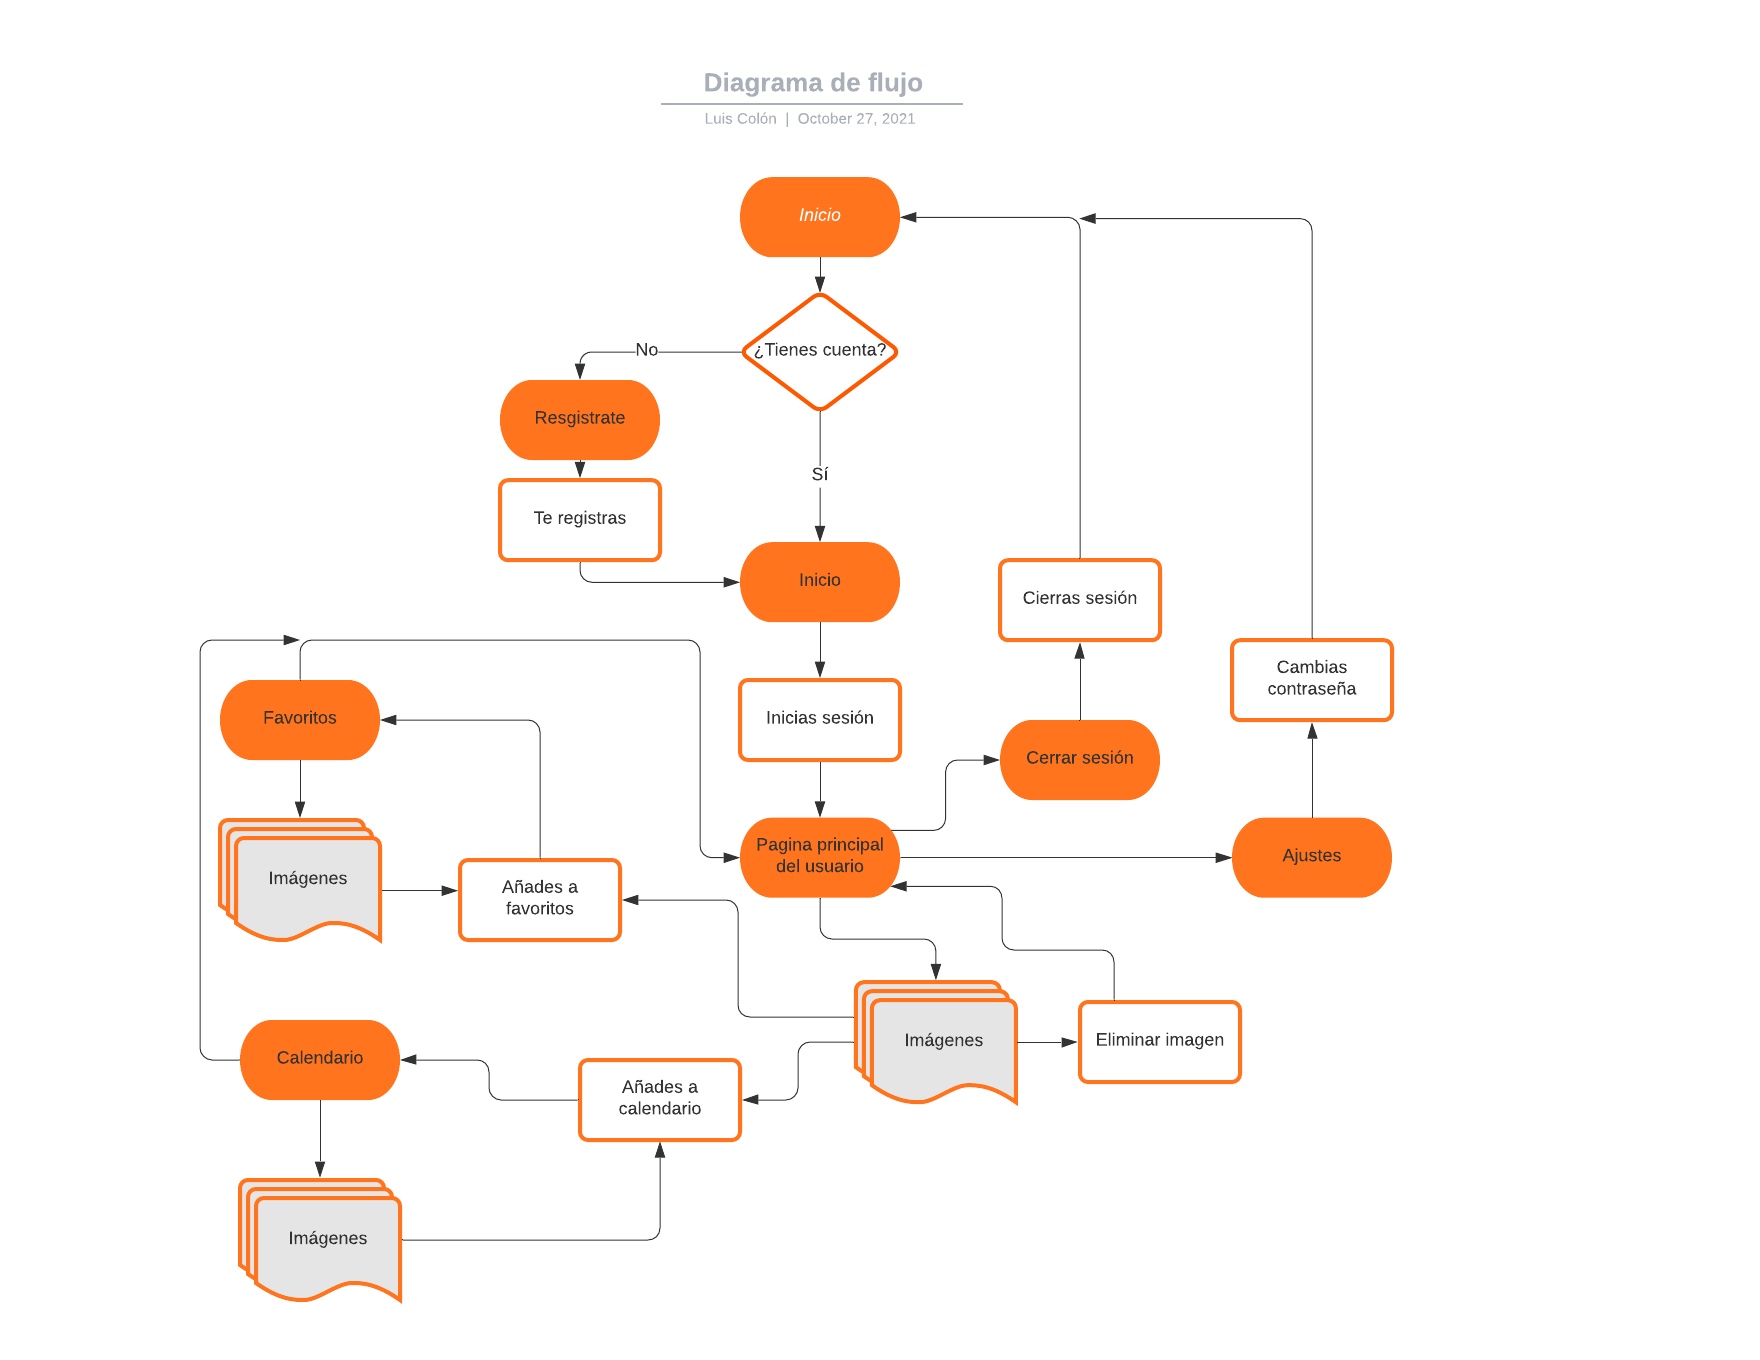 Diagrama de flujo
Luis Colón | October 27, 2021
Inicio
¿Tienes cuenta?
No
Resgistrate
Sí
Te registras
Inicio
Cierras sesión
Cambias
contraseña
Favoritos
Inicias sesión
Cerrar sesión
Pagina principal
del usuario
Ajustes
Imágenes
Añades a
favoritos
Imágenes
Eliminar imagen
Calendario
Añades a
calendario
Imágenes